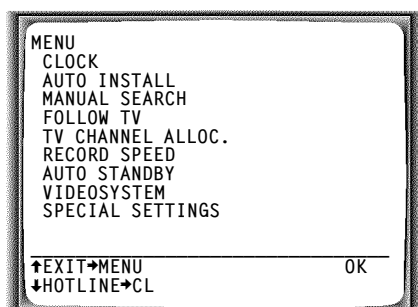 MENU
CLOCK
AUTO INSTALL
MANUAL SEARCH
FOLLOW TV
TV CHANNEL ALLOC.
RECORD SPEED
AUTO STANDBY
VIDEOSYSTEM
SPECIAL SETTINGS
↑EXIT→MENU OK
↓HOTLINE→CL